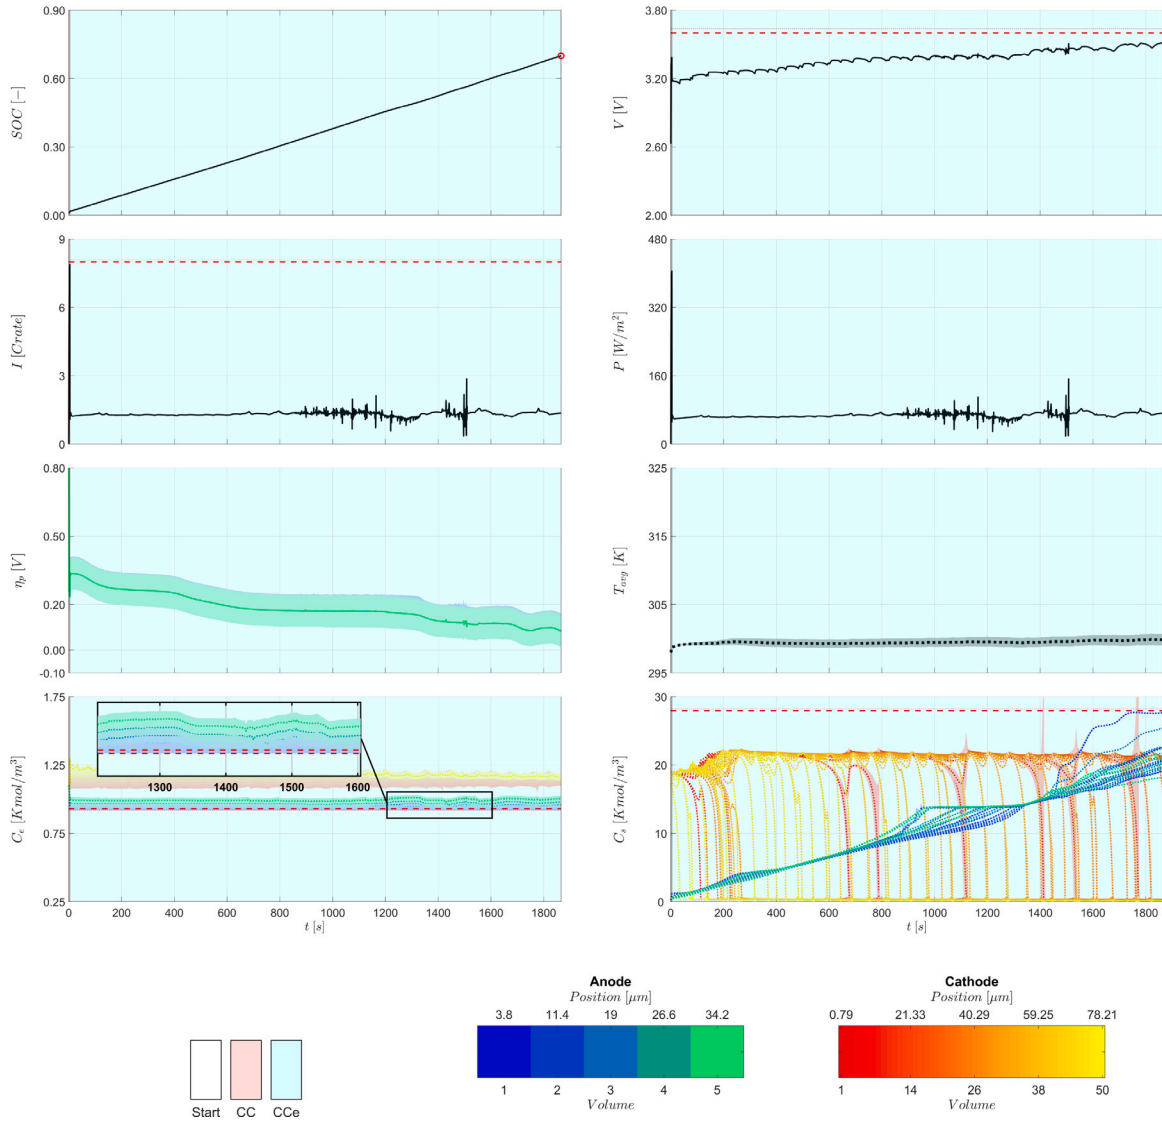 0.90
0.60
0.30
0.00
SOC [−]
3.80
3.20
2.60
2.00
V [V]
9
6
3
0
I [Crate]
480
320
160
0
P [W/m²]
0.80
0.50
0.20
0.00
-0.10
ηp [V]
325
315
305
295
Tavg [K]
1.75
1.25
0.75
0.25
Ce [Kmol/m³]
1300 1400 1500 1600
0 200 400 600 800 1000 1200 1400 1600 1800
t [s]
30
20
10
0
Cs [Kmol/m³]
0 200 400 600 800 1000 1200 1400 1600 1800
t [s]
Anode
Position [μm]
3.8 11.4 19 26.6 34.2
1 2 3 4 5
Volume
Cathode
Position [μm]
0.79 21.33 40.29 59.25 78.21
1 14 26 38 50
Volume
Start CC CCe